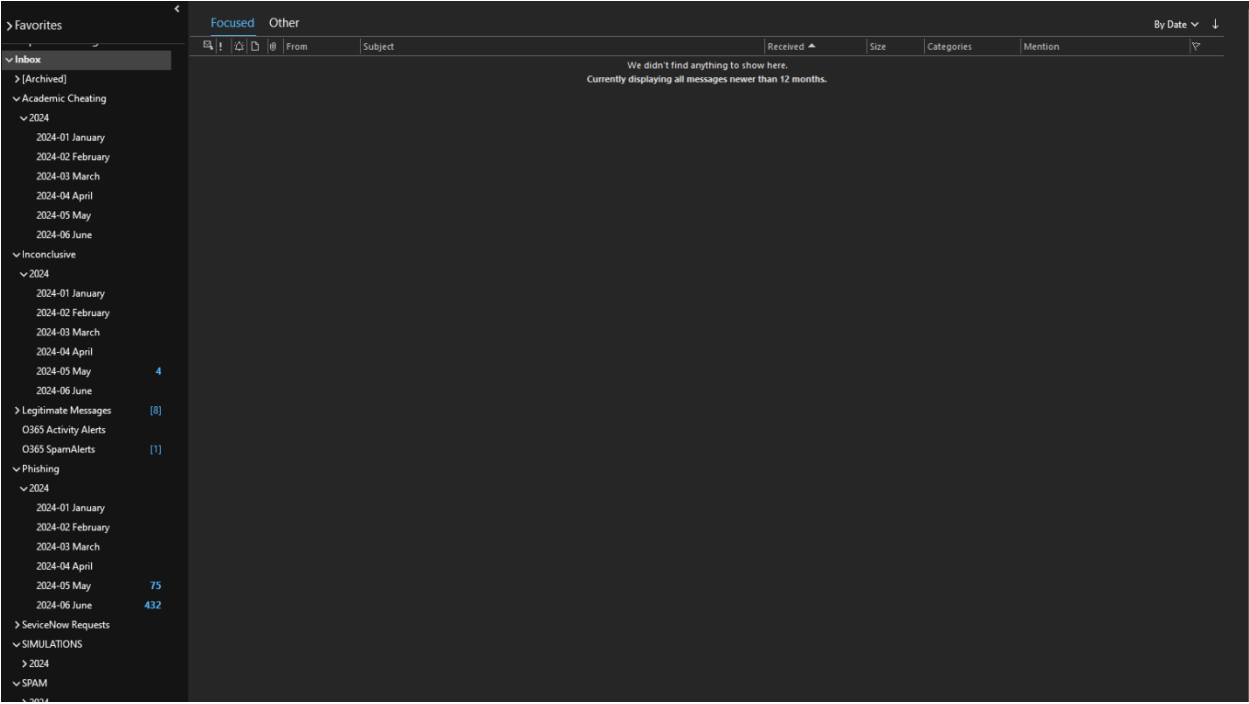 Favorites
Inbox
[Archived]
Academic Cheating
2024
2024-01 January
2024-02 February
2024-03 March
2024-04 April
2024-05 May
2024-06 June
Inconclusive
2024
2024-01 January
2024-02 February
2024-03 March
2024-04 April
2024-05 May 4
2024-06 June
Legitimate Messages [8]
O365 Activity Alerts
O365 SpamAlerts [1]
Phishing
2024
2024-01 January
2024-02 February
2024-03 March
2024-04 April
2024-05 May 75
2024-06 June 432
SeviceNow Requests
SIMULATIONS
2024
SPAM
2024
Focused Other
By Date
! From Subject Received Size Categories Mention
We didn't find anything to show here.
Currently displaying all messages newer than 12 months.